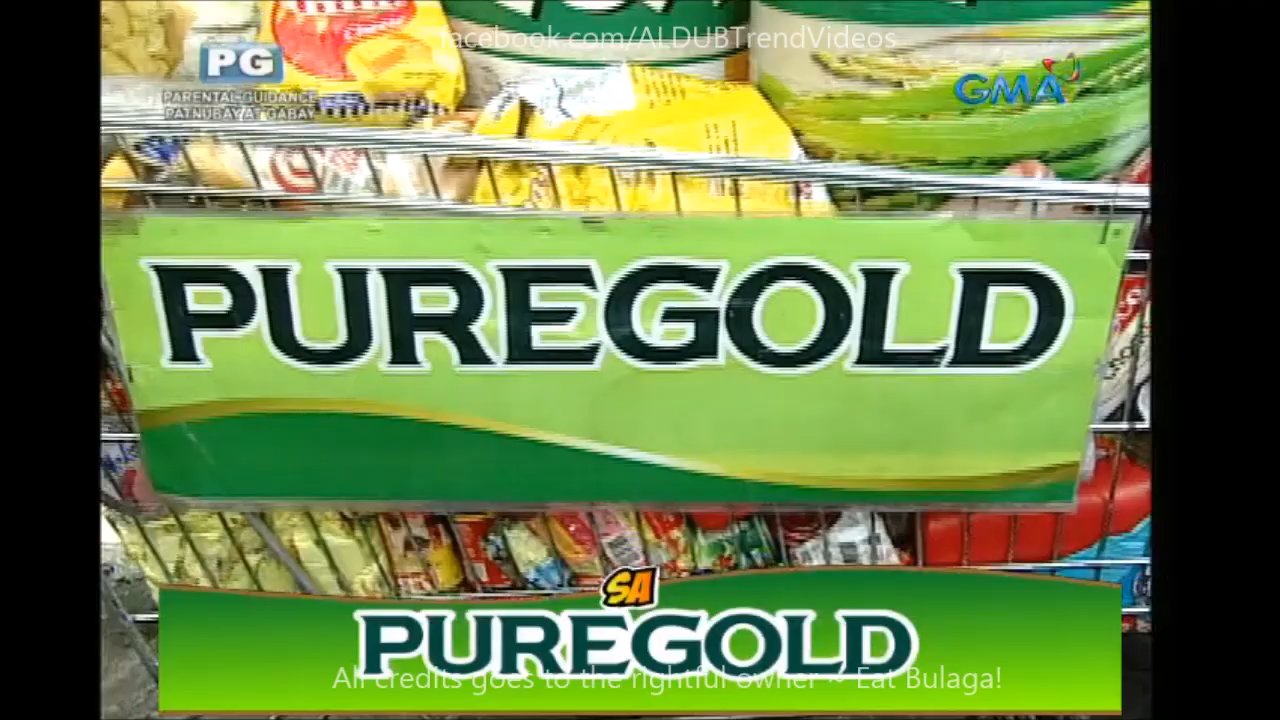 facebook.com/ALDUBTrendVideos
PG
PARENTAL GUIDANCE
PATNUBAY AT GABAY
GMA
PUREGOLD
SA
PUREGOLD
All credits goes to the rightful owner ~ Eat Bulaga!